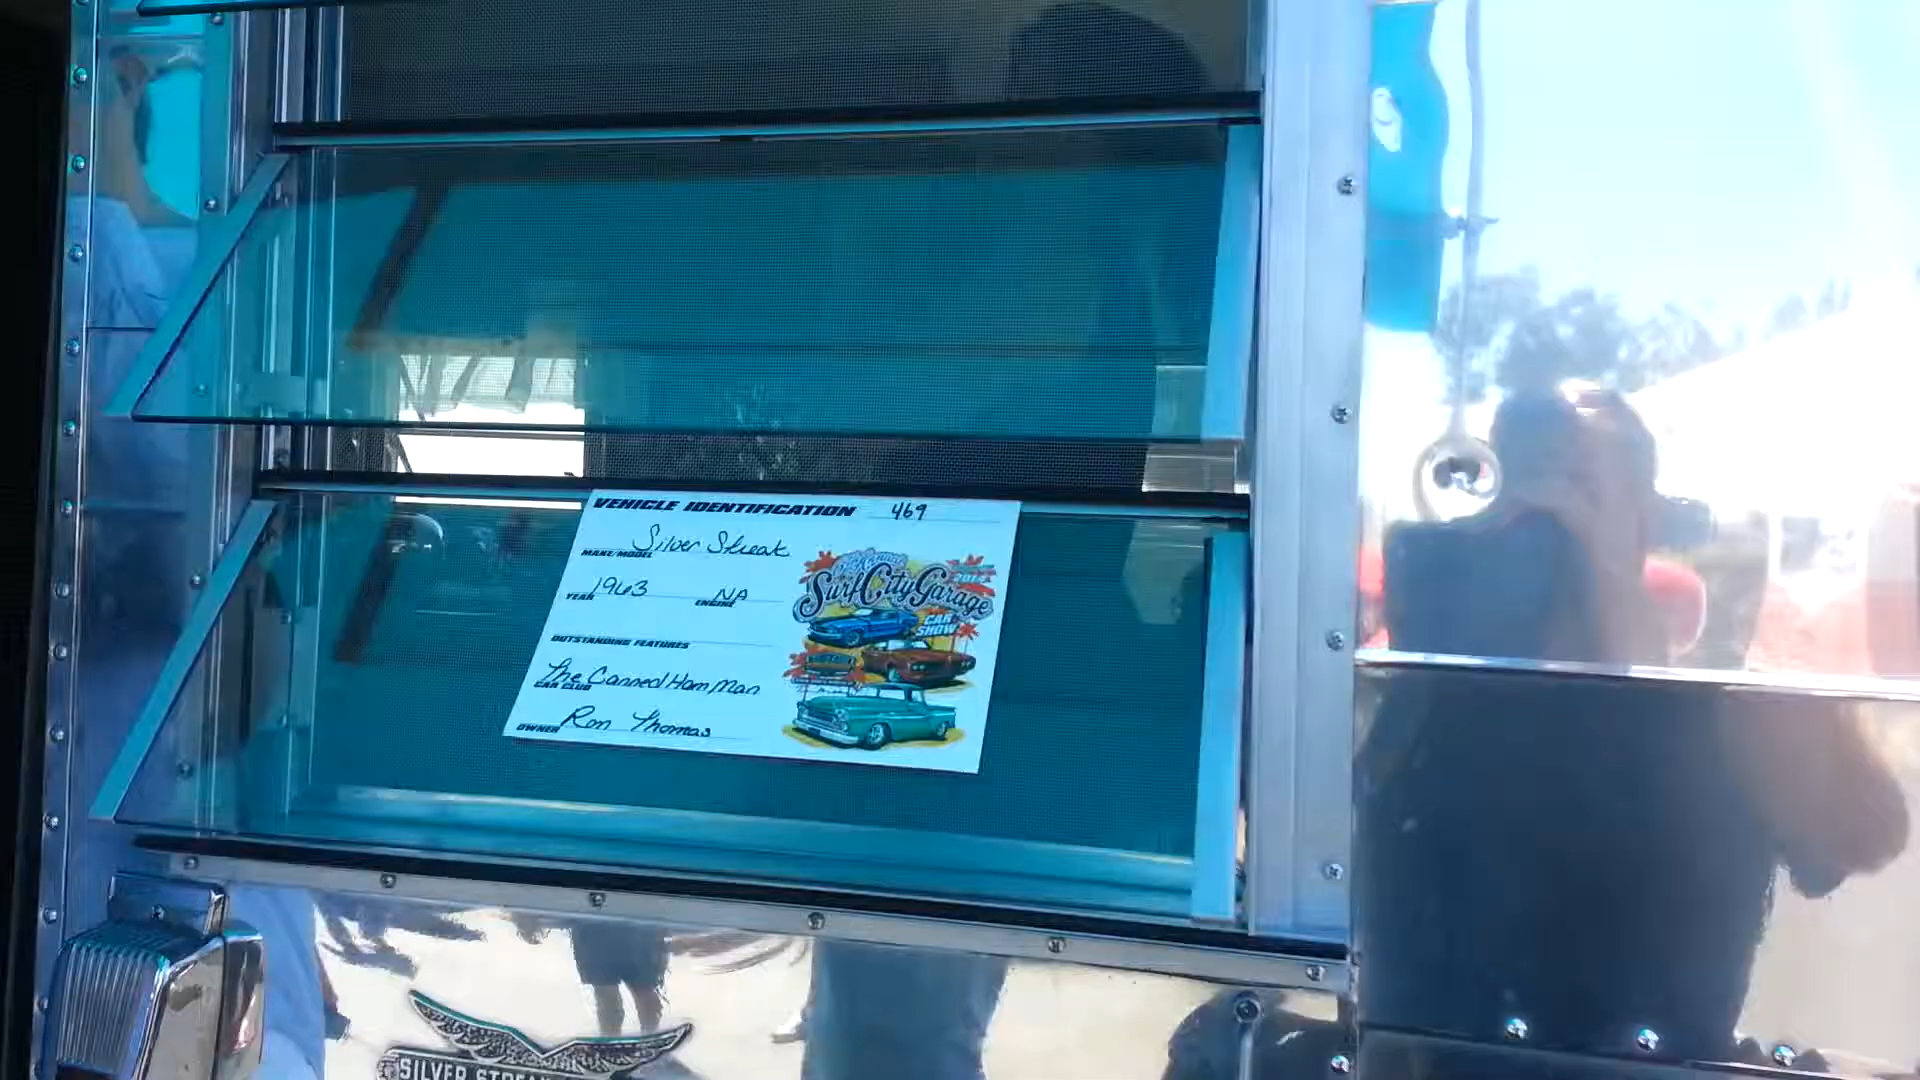 VEHICLE IDENTIFICATION 469
Silver Streak
MAKE/MODEL
1963 NA
YEAR ENGINE
OUTSTANDING FEATURES
The Canned Ham Man
CAR CLUB
OWNER Ron Thomas
Surf City Garage
CAR
SHOW
SILVER STREAK